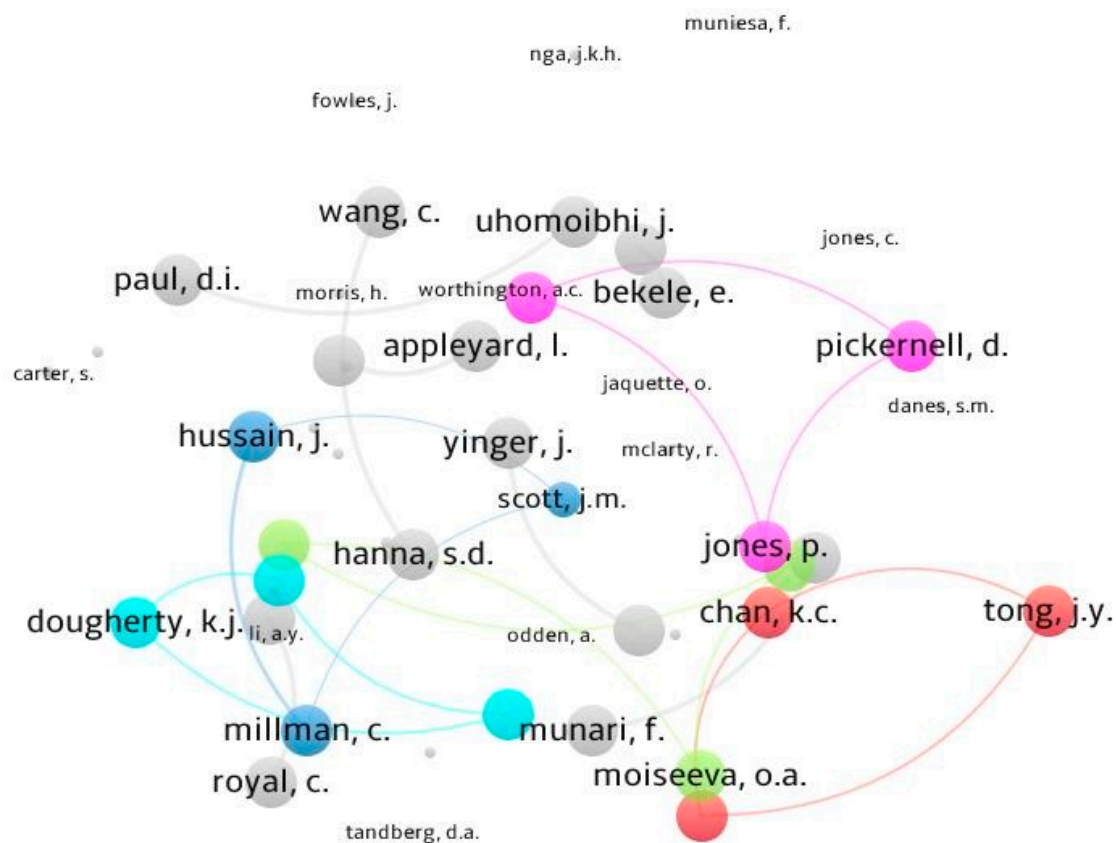 muniesa, f.
nga, j.k.h.
fowles, j.
wang, c.
uhomoibhi, j.
jones, c.
paul, d.i.
morris, h.
worthington, a.c.
bekele, e.
appleyard, l.
pickernell, d.
carter, s.
jaquette, o.
danes, s.m.
hussain, j.
yinger, j.
mclarty, r.
scott, j.m.
hanna, s.d.
jones, p.
dougherty, k.j.
li, a.y.
odden, a.
chan, k.c.
tong, j.y.
millman, c.
munari, f.
royal, c.
moiseeva, o.a.
tandberg, d.a.